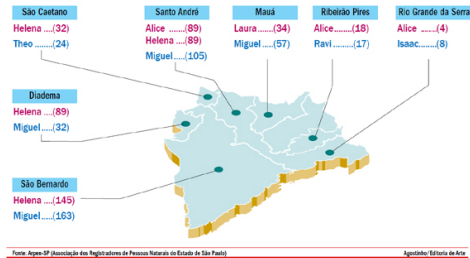 São Caetano
Helena ....(32)
Theo .......(24)
Santo André
Alice .......(89)
Helena ....(89)
Miguel ....(105)
Mauá
Laura ......(34)
Miguel .....(57)
Ribeirão Pires
Alice........(18)
Ravi ........(17)
Rio Grande da Serra
Alice ........(4)
Isaac........(8)
Diadema
Helena ....(89)
Miguel .....(32)
São Bernardo
Helena ....(145)
Miguel.....(163)
Fonte: Arpen-SP (Associação dos Registradores de Pessoas Naturais do Estado de São Paulo)
Agostinho/Editoria de Arte